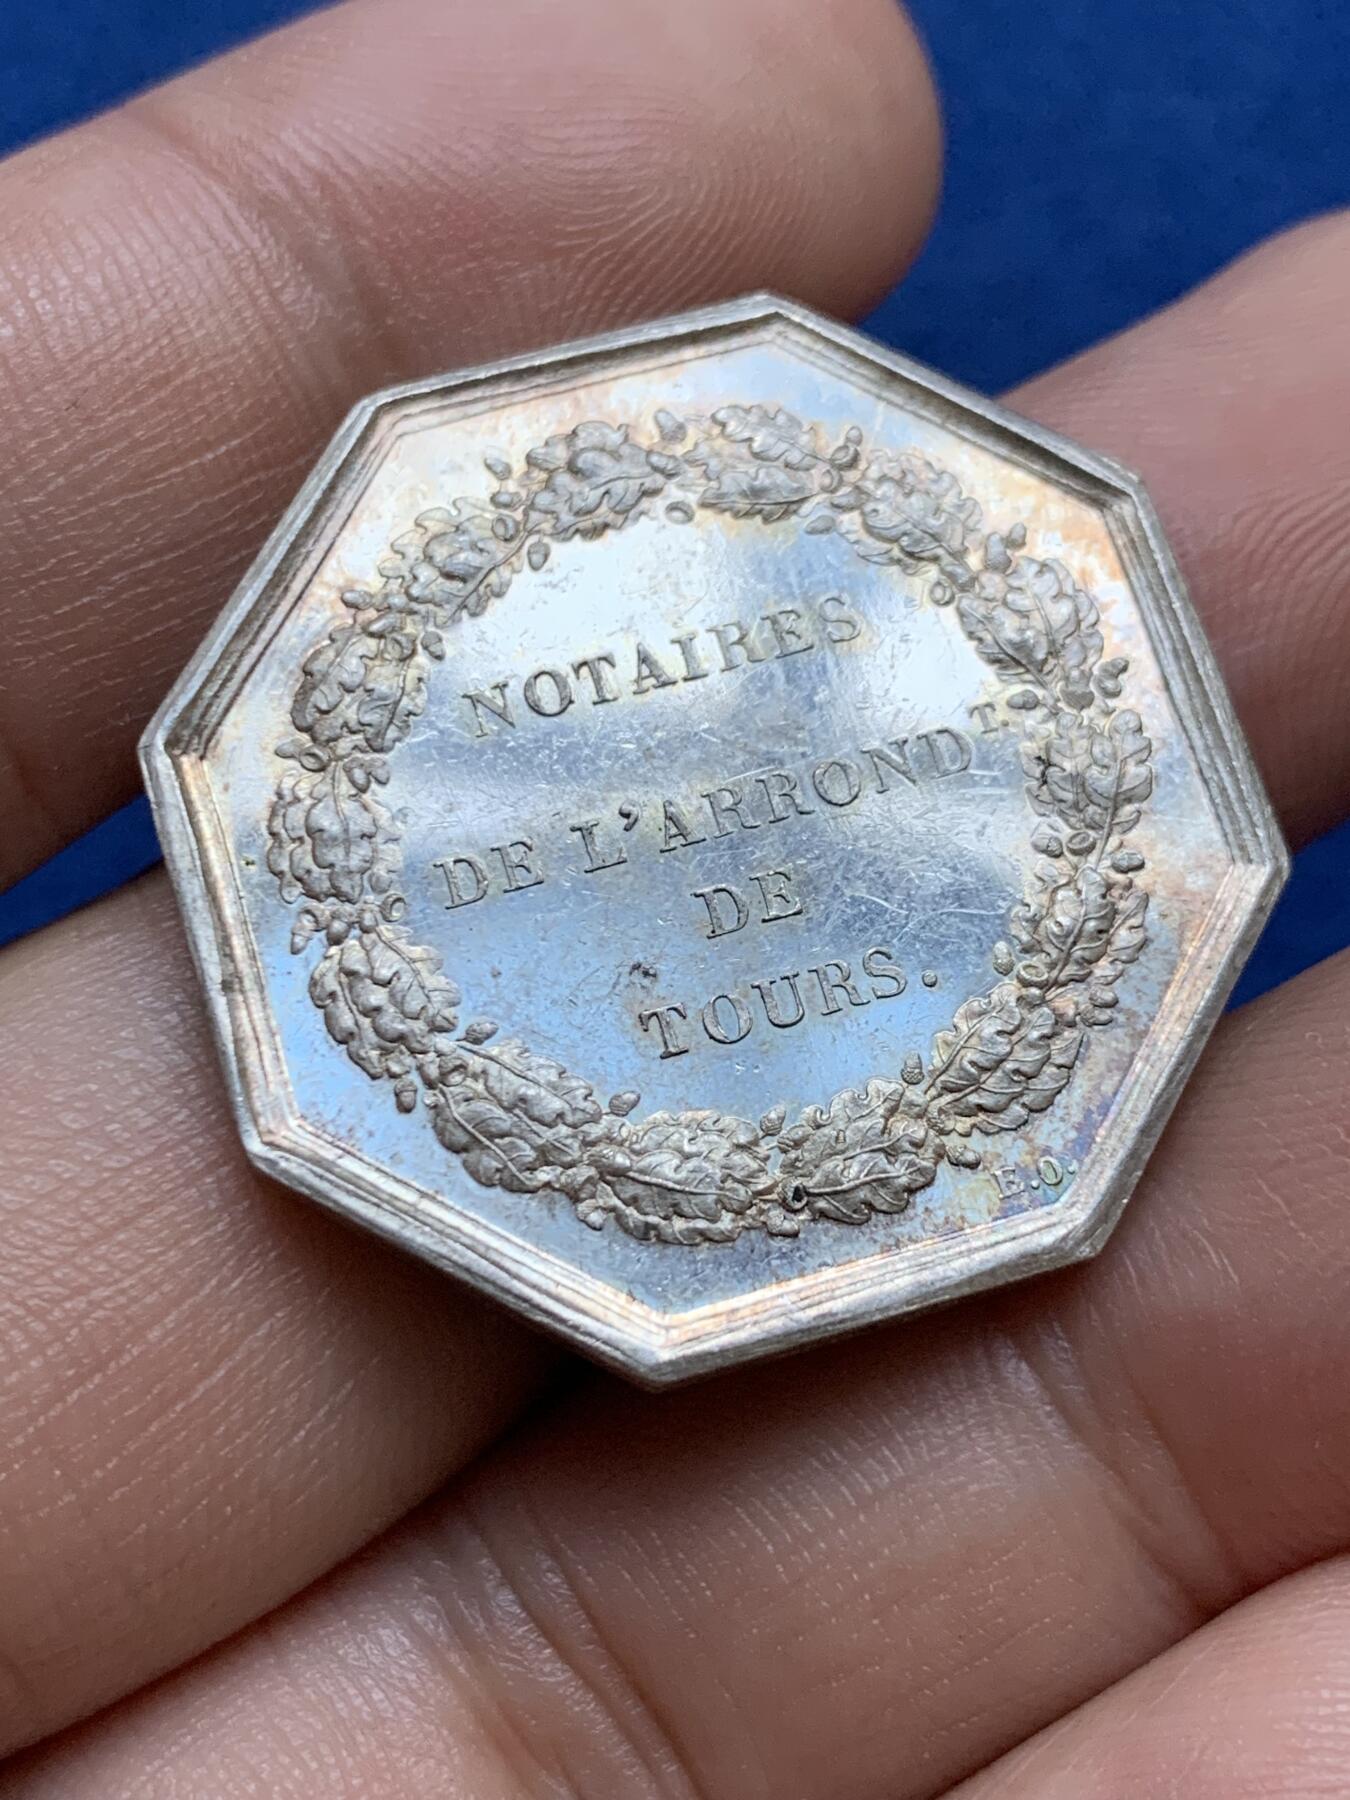 NOTAIRES
DE L'ARRONDT.
DE
TOURS.
E.O.